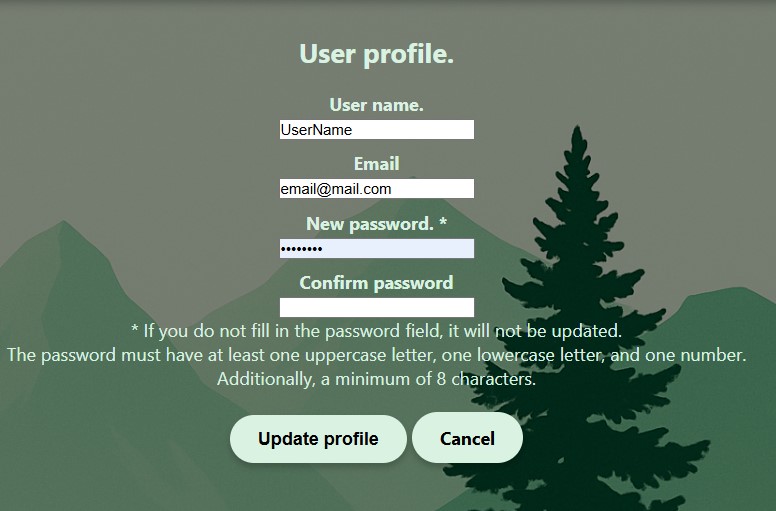 User profile.
User name.
UserName
Email
email@mail.com
New password. *
••••••••
Confirm password
* If you do not fill in the password field, it will not be updated.
The password must have at least one uppercase letter, one lowercase letter, and one number.
Additionally, a minimum of 8 characters.
Update profile Cancel